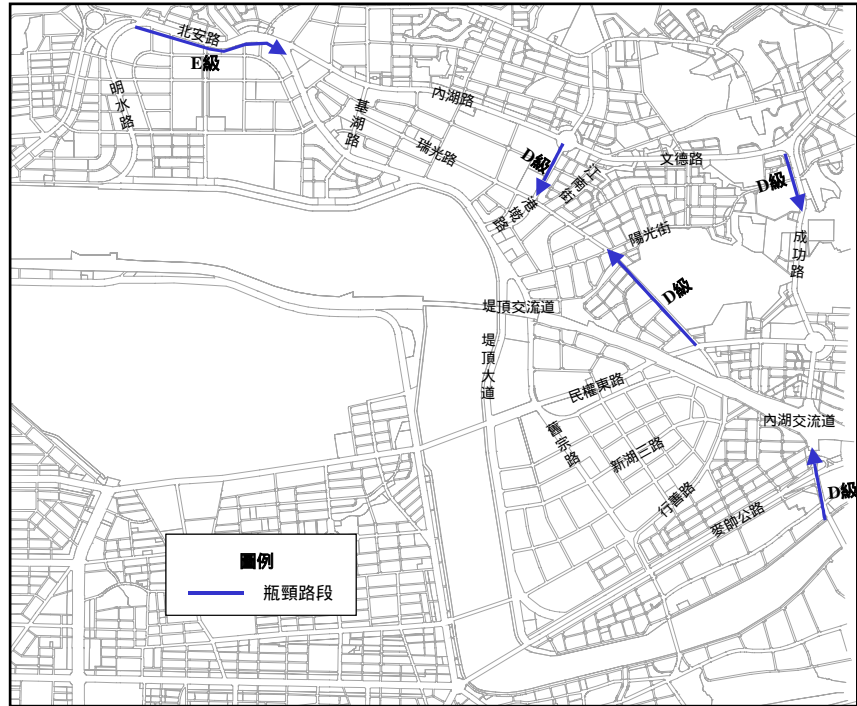 北安路
E級
明水路
基湖路
內湖路
瑞光路
D級
江南街
港墘路
文德路
D級
成功路
陽光街
D級
堤頂交流道
堤頂大道
民權東路
內湖交流道
舊宗路
新湖三路
行善路
麥帥公路
D級
圖例
瓶頸路段